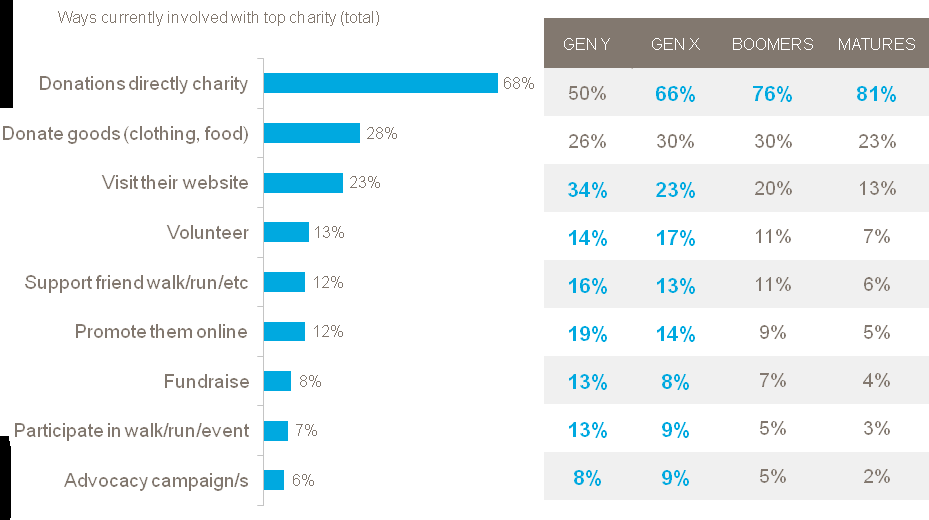 Ways currently involved with top charity (total)
GEN Y GEN X BOOMERS MATURES
Donations directly charity 68% 50% 66% 76% 81%
Donate goods (clothing, food) 28% 26% 30% 30% 23%
Visit their website 23% 34% 23% 20% 13%
Volunteer 13% 14% 17% 11% 7%
Support friend walk/run/etc 12% 16% 13% 11% 6%
Promote them online 12% 19% 14% 9% 5%
Fundraise 8% 13% 8% 7% 4%
Participate in walk/run/event 7% 13% 9% 5% 3%
Advocacy campaign/s 6% 8% 9% 5% 2%